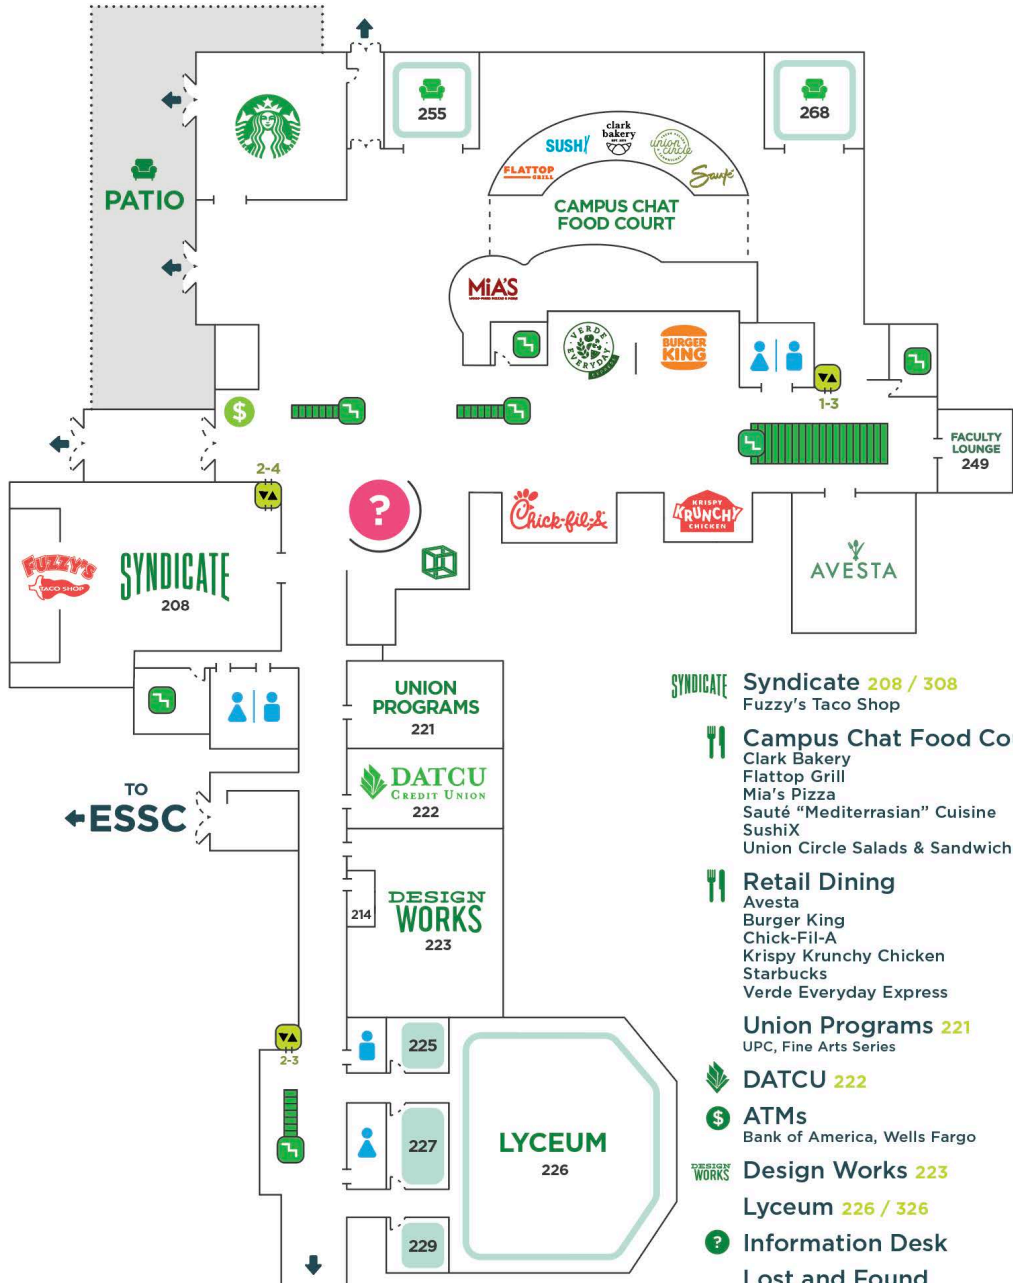 255
268
PATIO
SUSHI
clark
bakery
union
circle
FLATTOP
GRILL
Sauté
CAMPUS CHAT
FOOD COURT
MiA'S
VERDE
EVERYDAY
BURGER
KING
$
1-3
FACULTY
LOUNGE
249
2-4
?
Chick-fil-A
KRISPY
KRUNCHY
CHICKEN
FUZZY'S
TACO SHOP
SYNDICATE
208
AVESTA
UNION
PROGRAMS
221
DATCU
CREDIT UNION
222
TO
ESSC
214
DESIGN
WORKS
223
2-3
225
227
229
LYCEUM
226
SYNDICATE Syndicate 208 / 308
Fuzzy's Taco Shop
Campus Chat Food Co
Clark Bakery
Flattop Grill
Mia's Pizza
Sauté “Mediterrasian” Cuisine
SushiX
Union Circle Salads & Sandwich
Retail Dining
Avesta
Burger King
Chick-Fil-A
Krispy Krunchy Chicken
Starbucks
Verde Everyday Express
Union Programs 221
UPC, Fine Arts Series
DATCU 222
$ ATMs
Bank of America, Wells Fargo
DESIGN WORKS Design Works 223
Lyceum 226 / 326
? Information Desk
Lost and Found